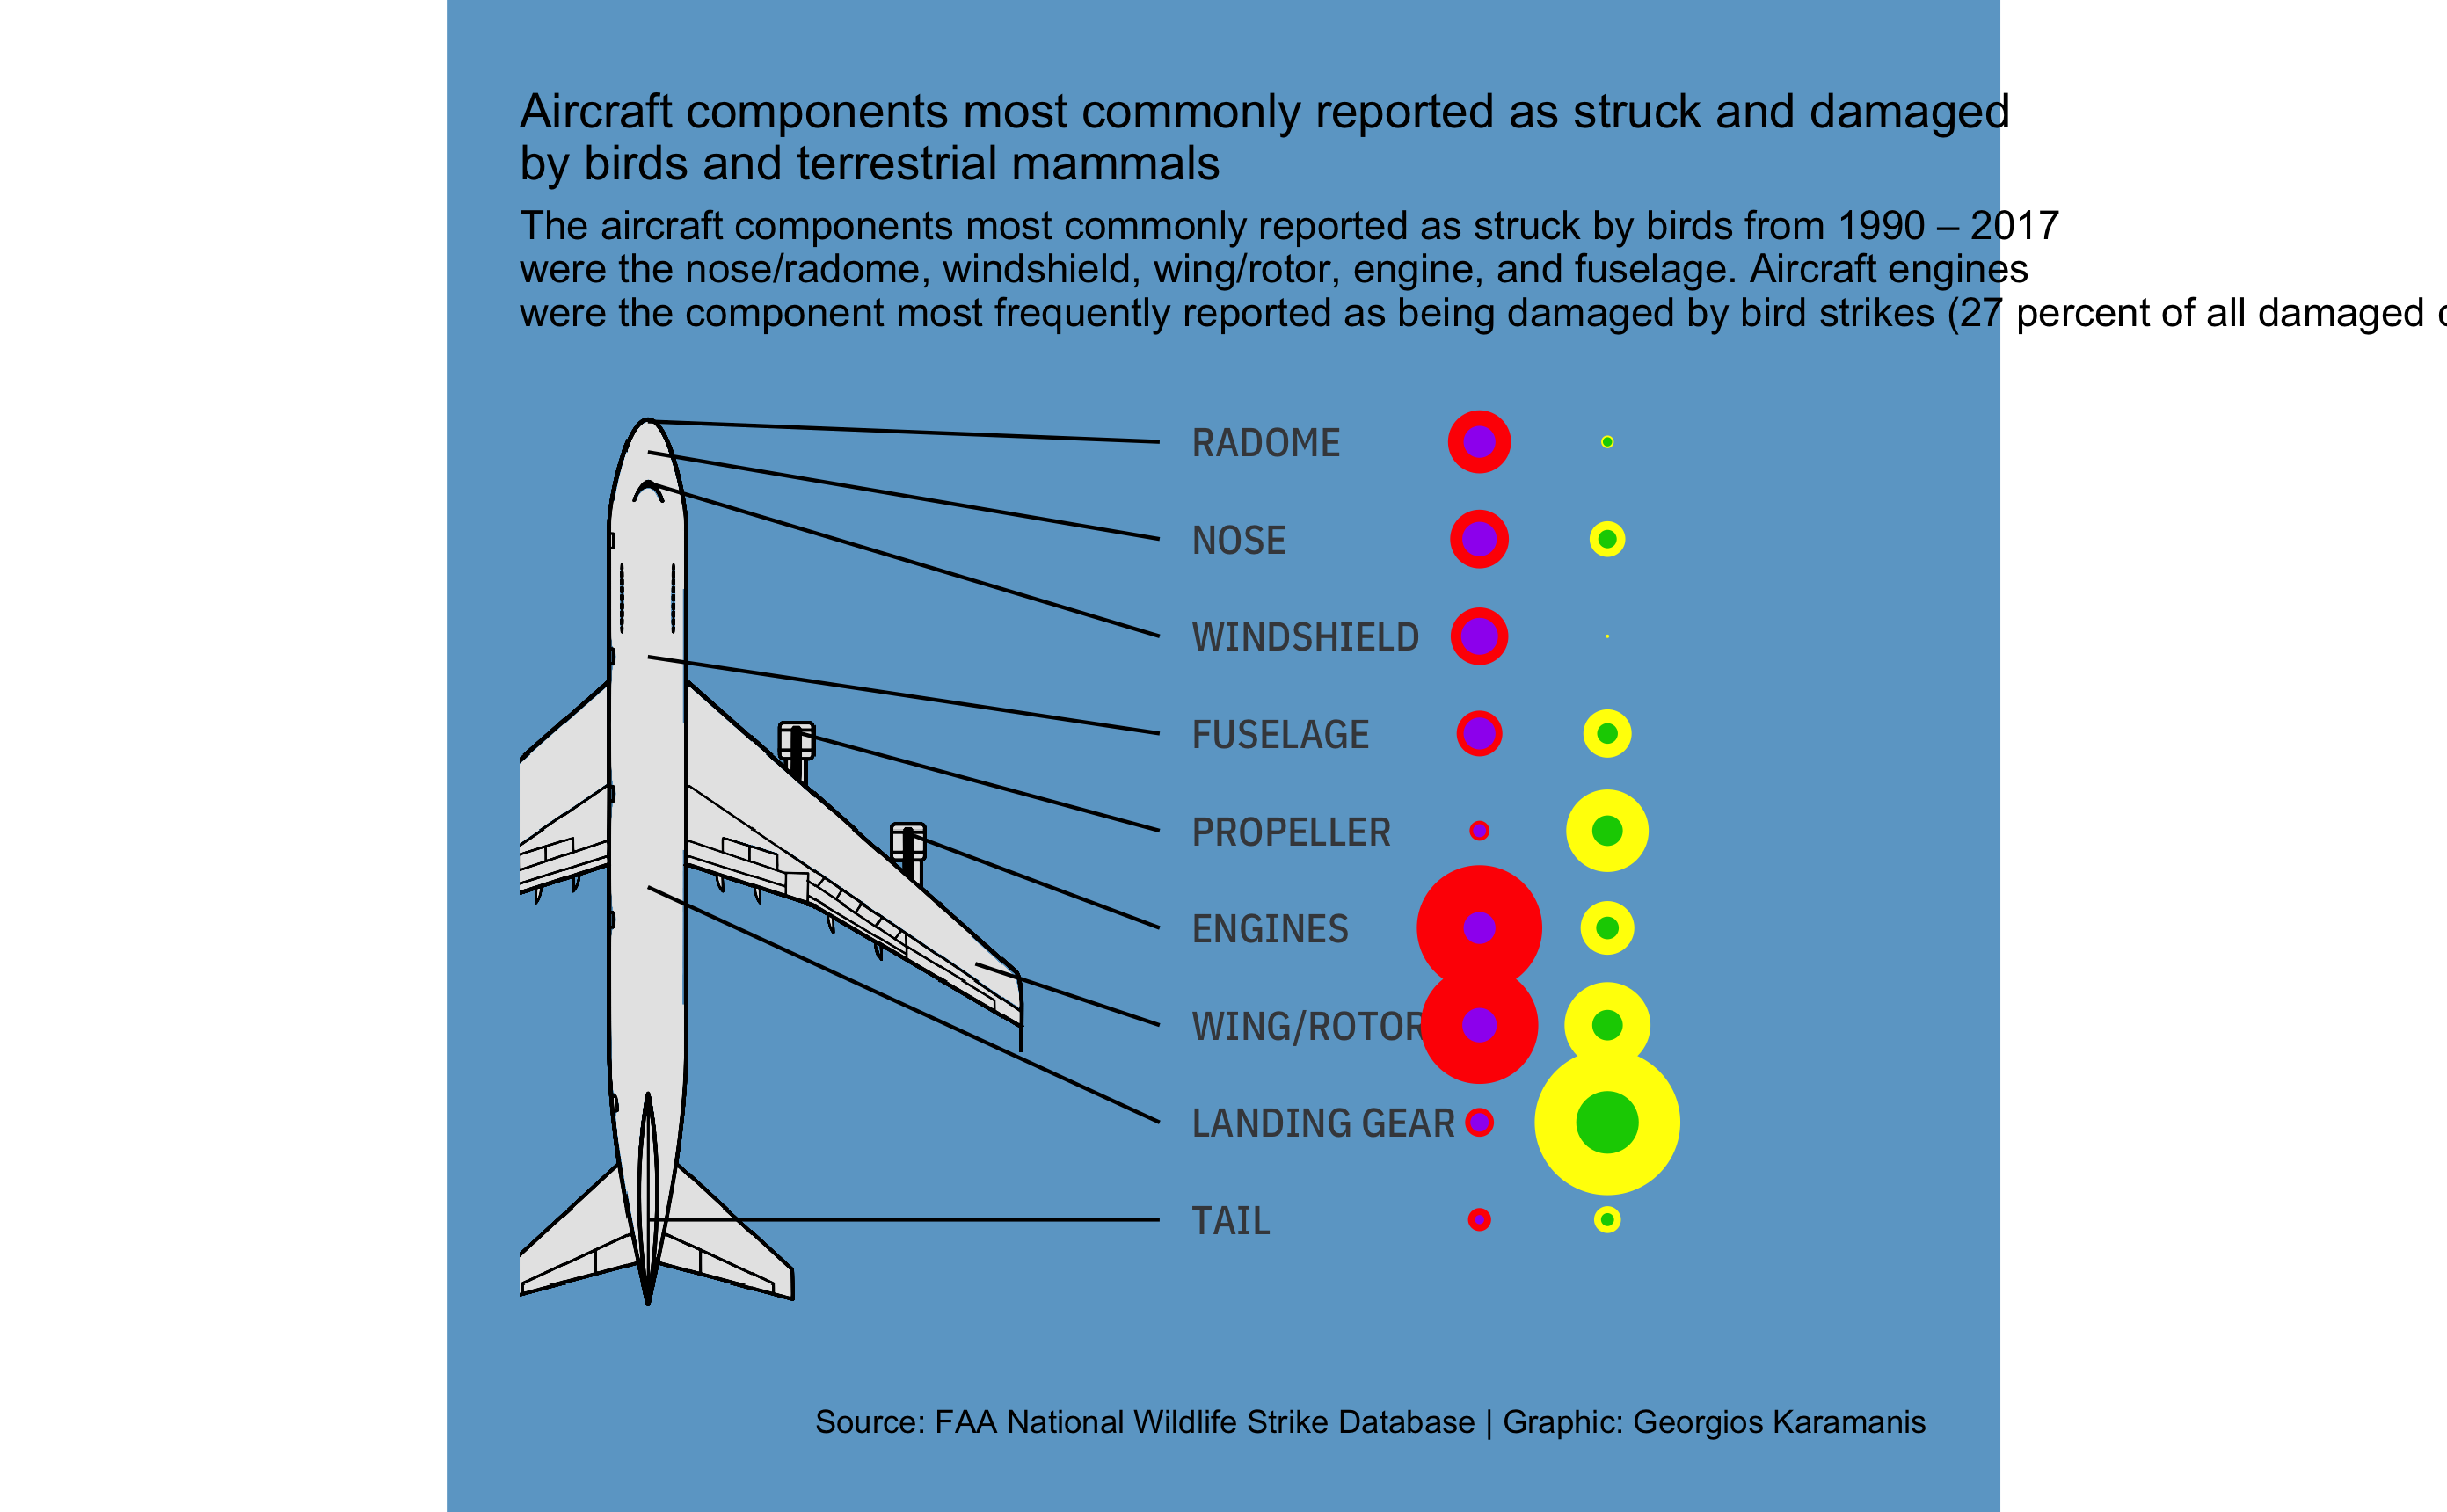 Aircraft components most commonly reported as struck and damaged
by birds and terrestrial mammals
The aircraft components most commonly reported as struck by birds from 1990 – 2017
were the nose/radome, windshield, wing/rotor, engine, and fuselage. Aircraft engines
were the component most frequently reported as being damaged by bird strikes (27 percent of all damaged
RADOME
NOSE
WINDSHIELD
FUSELAGE
PROPELLER
ENGINES
WING/ROTOR
LANDING GEAR
TAIL
Source: FAA National Wildlife Strike Database | Graphic: Georgios Karamanis